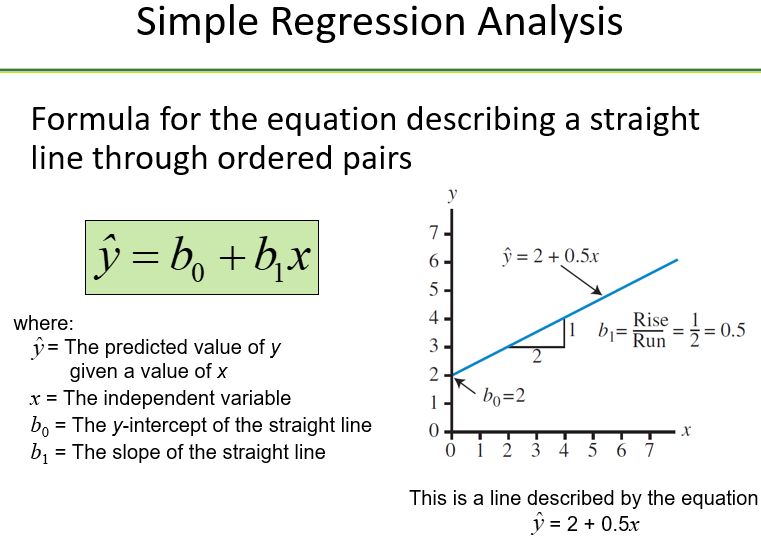 Simple Regression Analysis
Formula for the equation describing a straight
line through ordered pairs
ŷ = b₀ + b₁x
where:
ŷ = The predicted value of y
given a value of x
x = The independent variable
b₀ = The y-intercept of the straight line
b₁ = The slope of the straight line
y
7
6
5
4
3
2
1
0
ŷ = 2 + 0.5x
1
2
b₁= Rise/Run = 1/2 = 0.5
b₀=2
x
0 1 2 3 4 5 6 7
This is a line described by the equation
ŷ = 2 + 0.5x